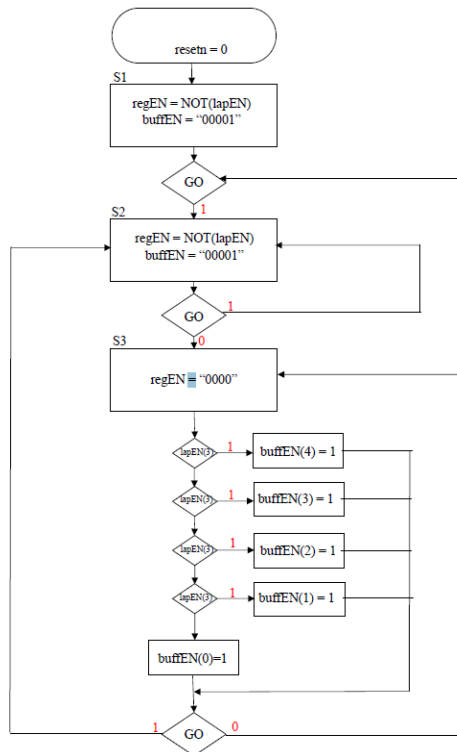 resetn = 0
S1
regEN = NOT(lapEN)
buffEN = “00001”
GO
1
S2
regEN = NOT(lapEN)
buffEN = “00001”
GO
1
0
S3
regEN = “0000”
lapEN(3)
1
buffEN(4) = 1
lapEN(3)
1
buffEN(3) = 1
lapEN(3)
1
buffEN(2) = 1
lapEN(3)
1
buffEN(1) = 1
buffEN(0)=1
1
GO
0